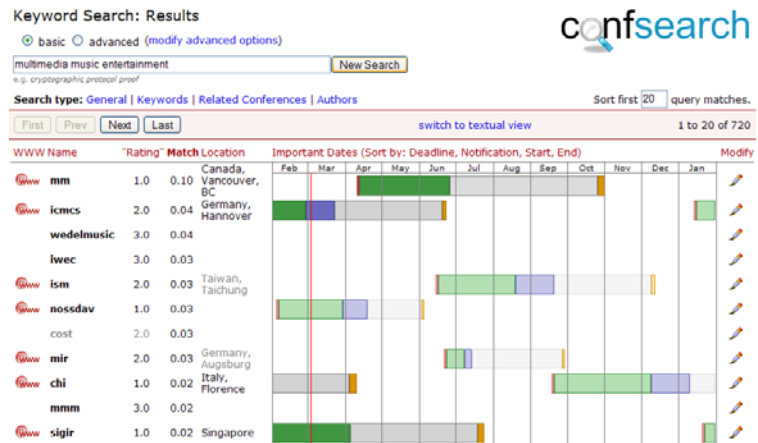 Keyword Search: Results
confsearch
basic advanced (modify advanced options)
multimedia music entertainment New Search
e.g. cryptographic protocol proof
Search type: General | Keywords | Related Conferences | Authors Sort first 20 query matches.
First Prev Next Last switch to textual view 1 to 20 of 720
WWW Name "Rating" Match Location Important Dates (Sort by: Deadline, Notification, Start, End) Modify
Feb Mar Apr May Jun Jul Aug Sep Oct Nov Dec Jan
www mm 1.0 0.10 Canada, Vancouver, BC
www icmcs 2.0 0.04 Germany, Hannover
wedelmusic 3.0 0.04
iwec 3.0 0.03
www ism 2.0 0.03 Taiwan, Taichung
www nossdav 1.0 0.03
cost 2.0 0.03
www mir 2.0 0.03 Germany, Augsburg
www chi 1.0 0.02 Italy, Florence
mmm 3.0 0.02
www sigir 1.0 0.02 Singapore